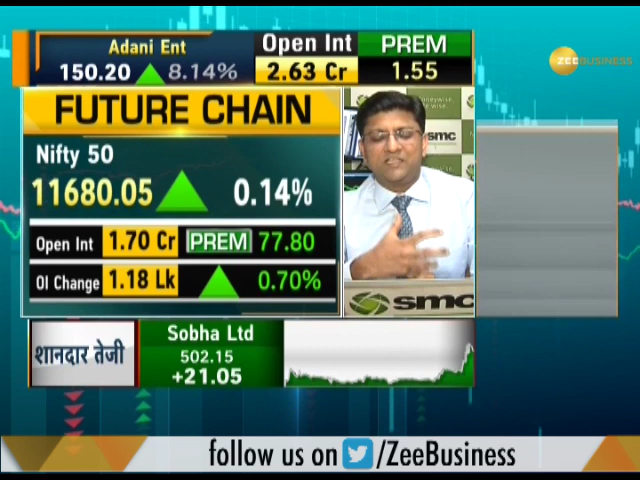 Adani Ent
150.20 8.14%
Open Int
2.63 Cr
PREM
1.55
ZEEBUSINESS
FUTURE CHAIN
Nifty 50
11680.05 0.14%
Open Int 1.70 Cr PREM 77.80
OI Change 1.18 Lk 0.70%
smc
smc
शानदार तेजी
Sobha Ltd
502.15
+21.05
follow us on /ZeeBusiness